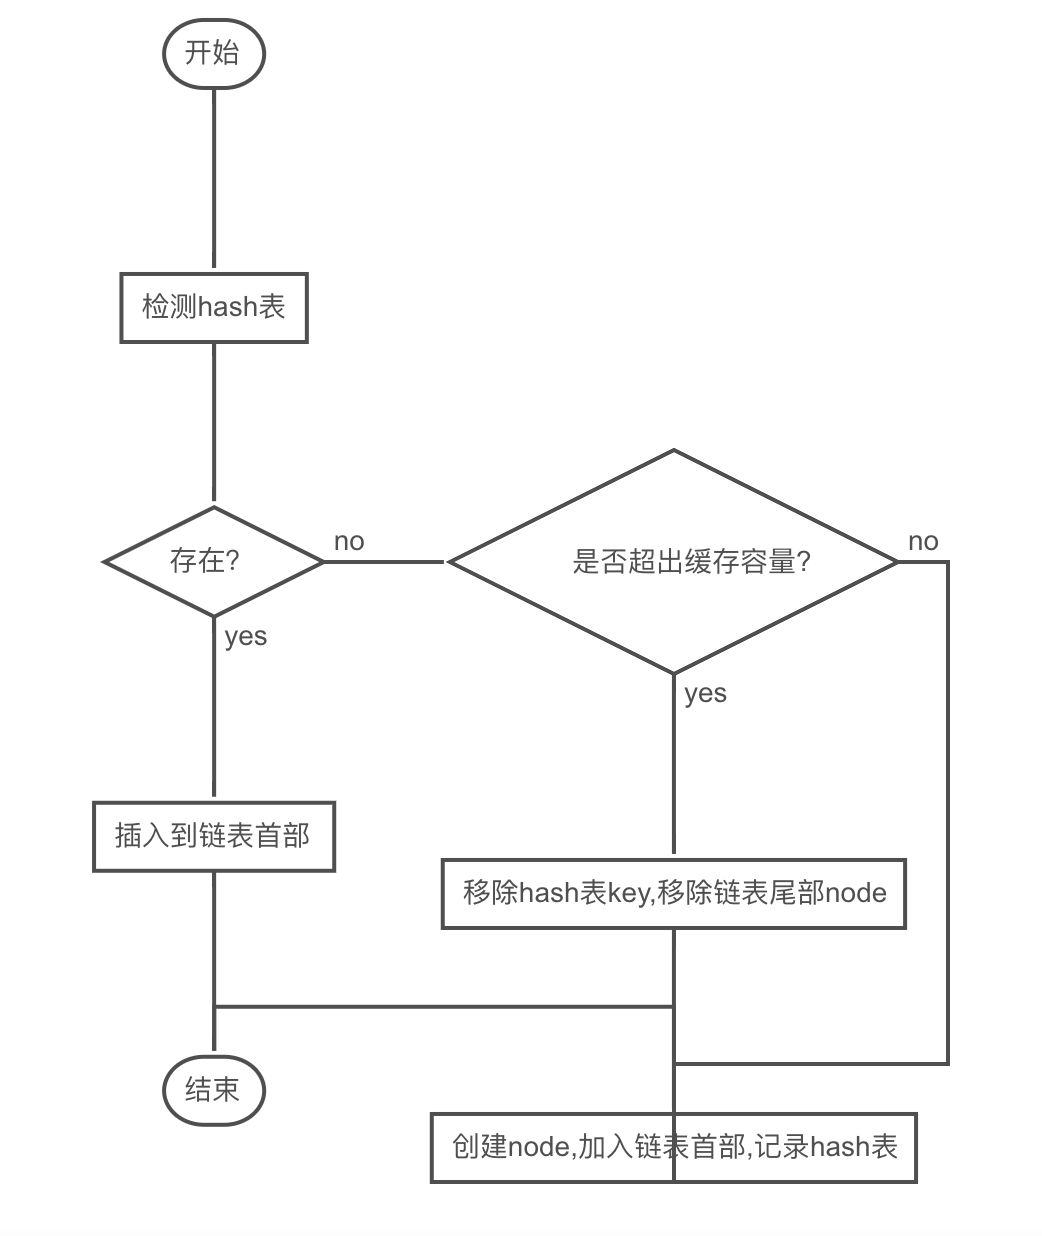 开始
检测hash表
存在?
no
是否超出缓存容量?
no
yes
yes
插入到链表首部
移除hash表key,移除链表尾部node
结束
创建node,加入链表首部,记录hash表